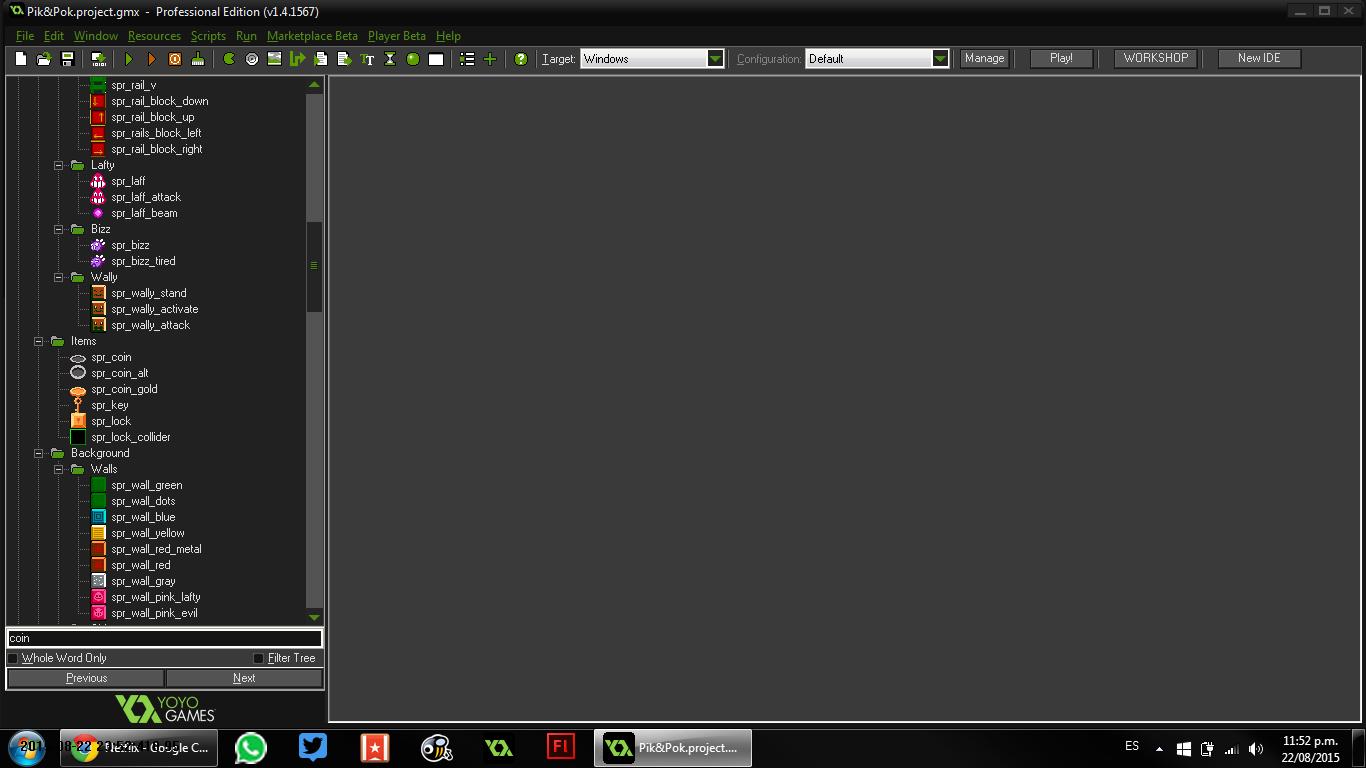 Pik&Pok.project.gmx - Professional Edition (v1.4.1567)
File Edit Window Resources Scripts Run Marketplace Beta Player Beta Help
Target: Windows Configuration: Default Manage Play! WORKSHOP New IDE
spr_rail_v
spr_rail_block_down
spr_rail_block_up
spr_rails_block_left
spr_rail_block_right
Lafty
spr_laff
spr_laff_attack
spr_laff_beam
Bizz
spr_bizz
spr_bizz_tired
Wally
spr_wally_stand
spr_wally_activate
spr_wally_attack
Items
spr_coin
spr_coin_alt
spr_coin_gold
spr_key
spr_lock
spr_lock_collider
Background
Walls
spr_wall_green
spr_wall_dots
spr_wall_blue
spr_wall_yellow
spr_wall_red_metal
spr_wall_red
spr_wall_gray
spr_wall_pink_lafty
spr_wall_pink_evil
coin
Whole Word Only Filter Tree
Previous Next
YOYO
GAMES
- Google C...
Fl
Pik&Pok.project....
ES
11:52 p.m.
22/08/2015